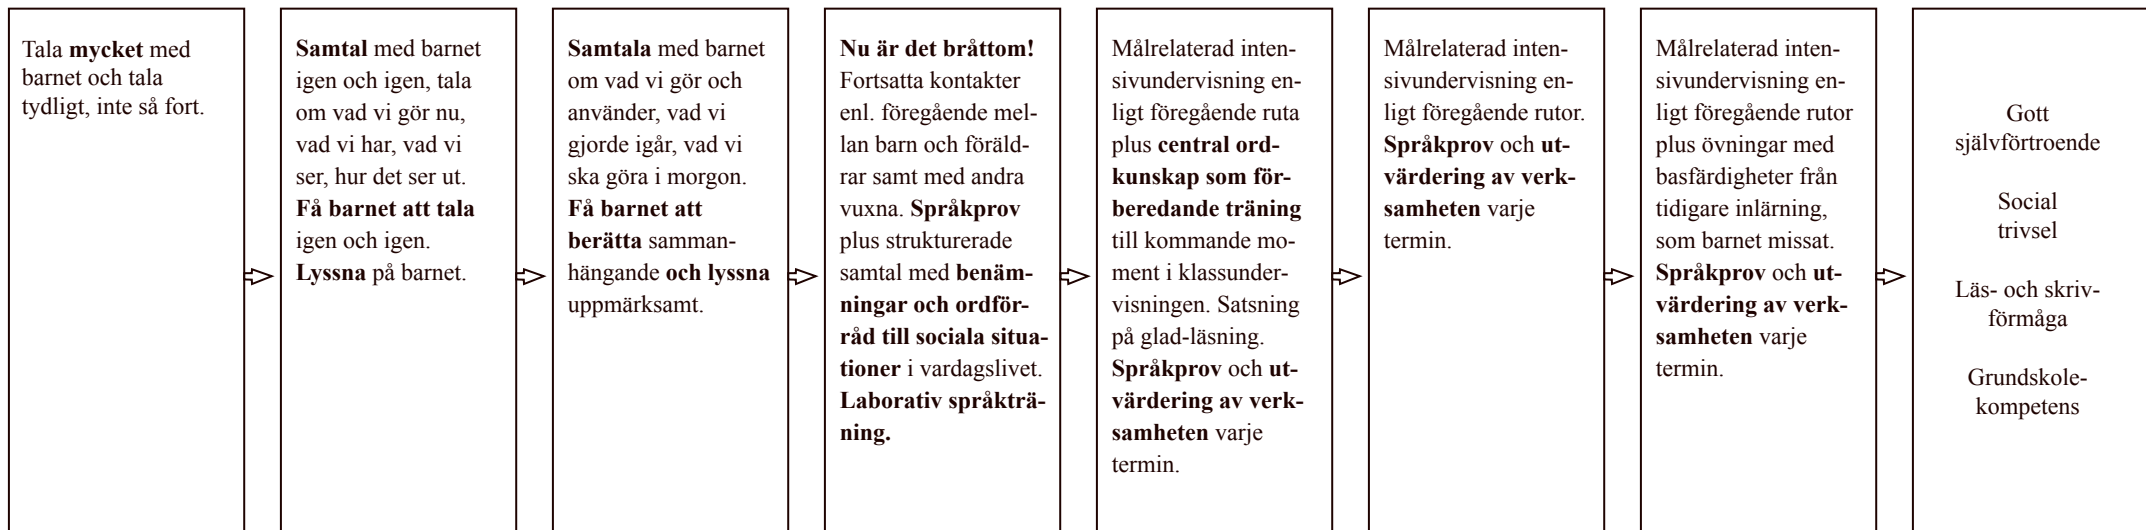 Tala mycket med
barnet och tala
tydligt, inte så fort.
Samtal med barnet
igen och igen, tala
om vad vi gör nu,
vad vi har, vad vi
ser, hur det ser ut.
Få barnet att tala
igen och igen.
Lyssna på barnet.
Samtala med barnet
om vad vi gör och
använder, vad vi
gjorde igår, vad vi
ska göra i morgon.
Få barnet att
berätta samman-
hängande och lyssna
uppmärksamt.
Nu är det bråttom!
Fortsatta kontakter
enl. föregående mel-
lan barn och föräld-
rar samt med andra
vuxna. Språkprov
plus strukturerade
samtal med benäm-
ningar och ordför-
råd till sociala situa-
tioner i vardagslivet.
Laborativ språkträ-
ning.
Målrelaterad inten-
sivundervisning en-
ligt föregående ruta
plus central ord-
kunskap som för-
beredande träning
till kommande mo-
ment i klassunder-
visningen. Satsning
på glad-läsning.
Språkprov och ut-
värdering av verk-
samheten varje
termin.
Målrelaterad inten-
sivundervisning en-
ligt föregående rutor.
Språkprov och ut-
värdering av verk-
samheten varje
termin.
Målrelaterad inten-
sivundervisning en-
ligt föregående rutor
plus övningar med
basfärdigheter från
tidigare inlärning,
som barnet missat.
Språkprov och ut-
värdering av verk-
samheten varje
termin.
Gott
självförtroende
Social
trivsel
Läs- och skriv-
förmåga
Grundskole-
kompetens